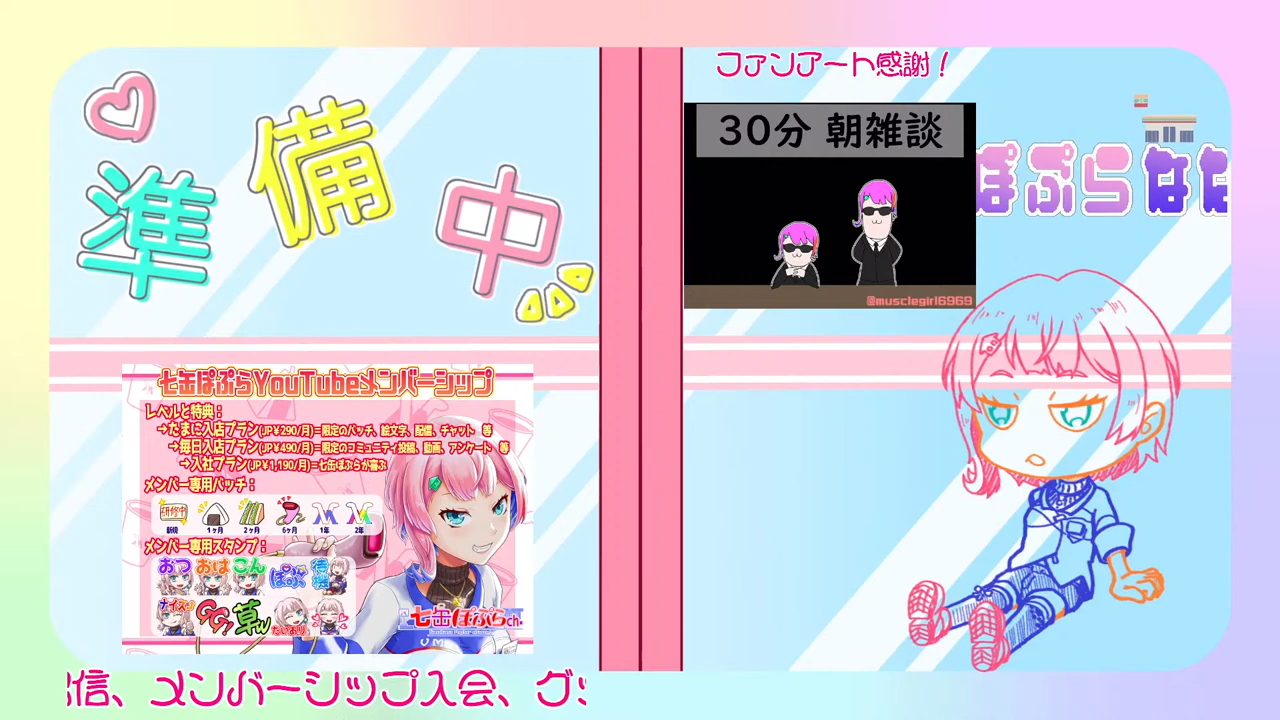 準備中
ファンアート感謝！
30分 朝雑談
@musclegirl6969
ぽぷら なな
七缶ぽぷらYouTubeメンバーシップ
レベルと特典：
→たまに入店プラン(JP¥290/月)=限定のバッチ、絵文字、配信、チャット 等
→毎日入店プラン(JP¥490/月)=限定のコミュニティ投稿、動画、アンケート 等
→入社プラン(JP¥1,190/月)=七缶ぽぷらが喜ぶ
メンバー専用バッチ：
研修中
新規 1ヶ月 2ヶ月 6ヶ月 1年 2年
メンバー専用スタンプ：
おつ おは こん ぽぷ 待機
ナイスゥ GG! 草w たいあり
七缶ぽぷらch.
信、メンバーシップ入会、グ